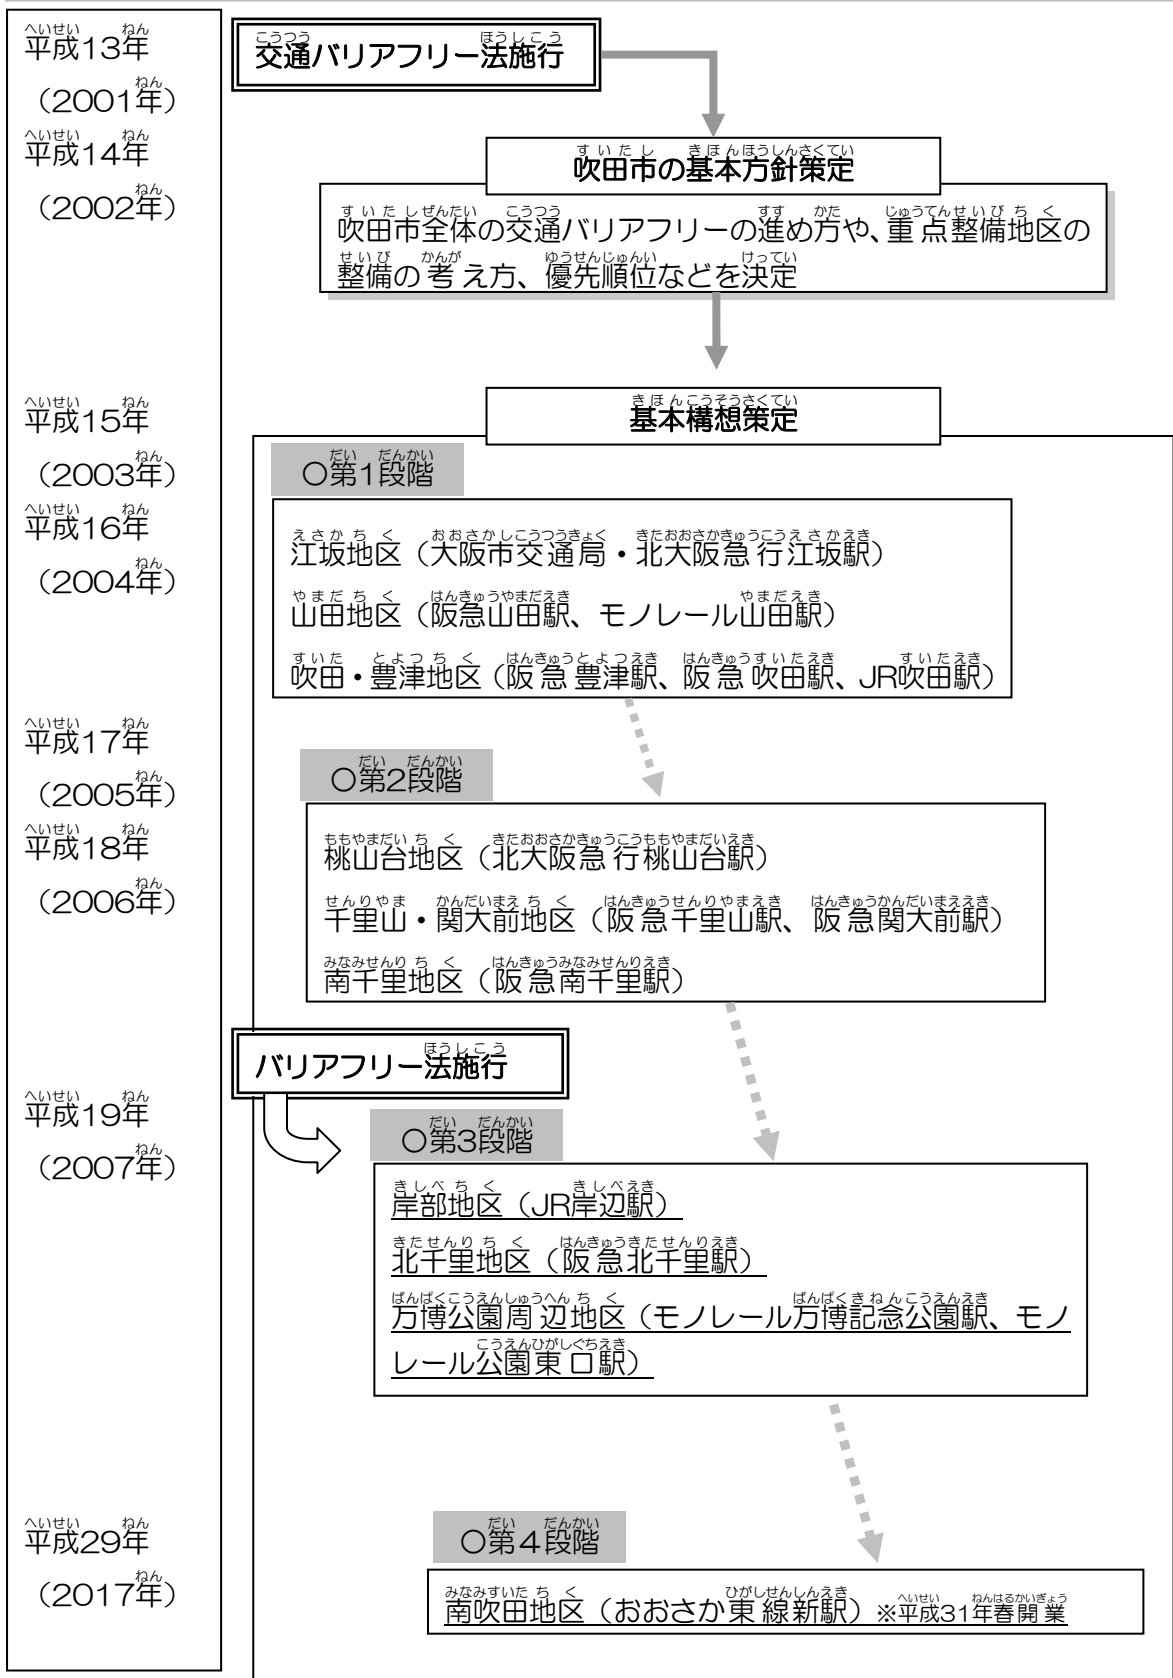 平成13年
（2001年）
平成14年
（2002年）
平成15年
（2003年）
平成16年
（2004年）
平成17年
（2005年）
平成18年
（2006年）
平成19年
（2007年）
平成29年
（2017年）
交通バリアフリー法施行
吹田市の基本方針策定
吹田市全体の交通バリアフリーの進め方や、重点整備地区の
整備の考え方、優先順位などを決定
基本構想策定
○第1段階
江坂地区（大阪市交通局・北大阪急行江坂駅）
山田地区（阪急山田駅、モノレール山田駅）
吹田・豊津地区（阪急豊津駅、阪急吹田駅、JR吹田駅）
○第2段階
桃山台地区（北大阪急行桃山台駅）
千里山・関大前地区（阪急千里山駅、阪急関大前駅）
南千里地区（阪急南千里駅）
バリアフリー法施行
○第3段階
岸部地区（JR岸辺駅）
北千里地区（阪急北千里駅）
万博公園周辺地区（モノレール万博記念公園駅、モノ
レール公園東口駅）
○第４段階
南吹田地区（おおさか東線新駅）※平成31年春開業